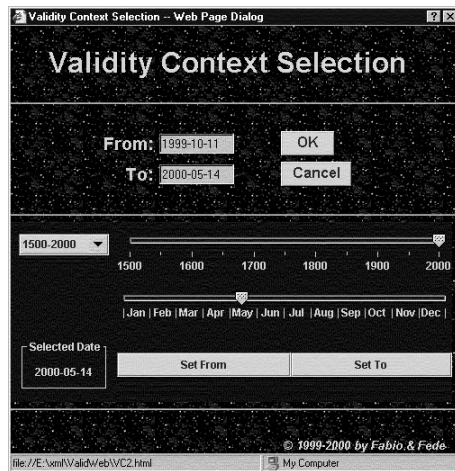 Validity Context Selection -- Web Page Dialog
Validity Context Selection
From: 1999-10-11 OK
To: 2000-05-14 Cancel
1500-2000
1500 1600 1700 1800 1900 2000
|Jan |Feb |Mar |Apr |May |Jun |Jul |Aug |Sep |Oct |Nov |Dec |
Selected Date
2000-05-14 Set From Set To
© 1999-2000 by Fabio & Fede
file://E:\xml\ValidWeb\VC2.html My Computer